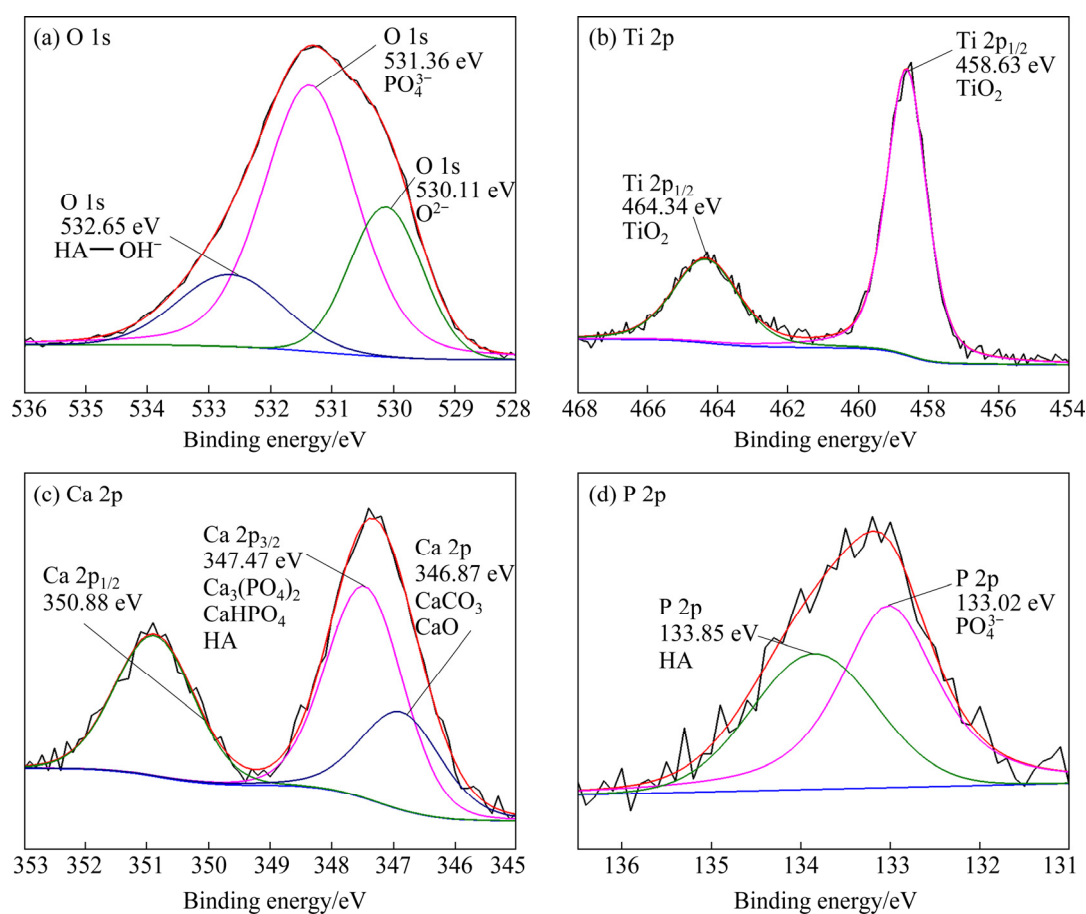 (a) O 1s
O 1s
531.36 eV
PO₄³⁻
O 1s
530.11 eV
O²⁻
O 1s
532.65 eV
HA—OH⁻
536 535 534 533 532 531 530 529 528
Binding energy/eV
(b) Ti 2p
Ti 2p₁/₂
458.63 eV
TiO₂
Ti 2p₁/₂
464.34 eV
TiO₂
468 466 464 462 460 458 456 454
Binding energy/eV
(c) Ca 2p
Ca 2p₁/₂
350.88 eV
Ca 2p₃/₂
347.47 eV
Ca₃(PO₄)₂
CaHPO₄
HA
Ca 2p
346.87 eV
CaCO₃
CaO
353 352 351 350 349 348 347 346 345
Binding energy/eV
(d) P 2p
P 2p
133.85 eV
HA
P 2p
133.02 eV
PO₄³⁻
136 135 134 133 132 131
Binding energy/eV